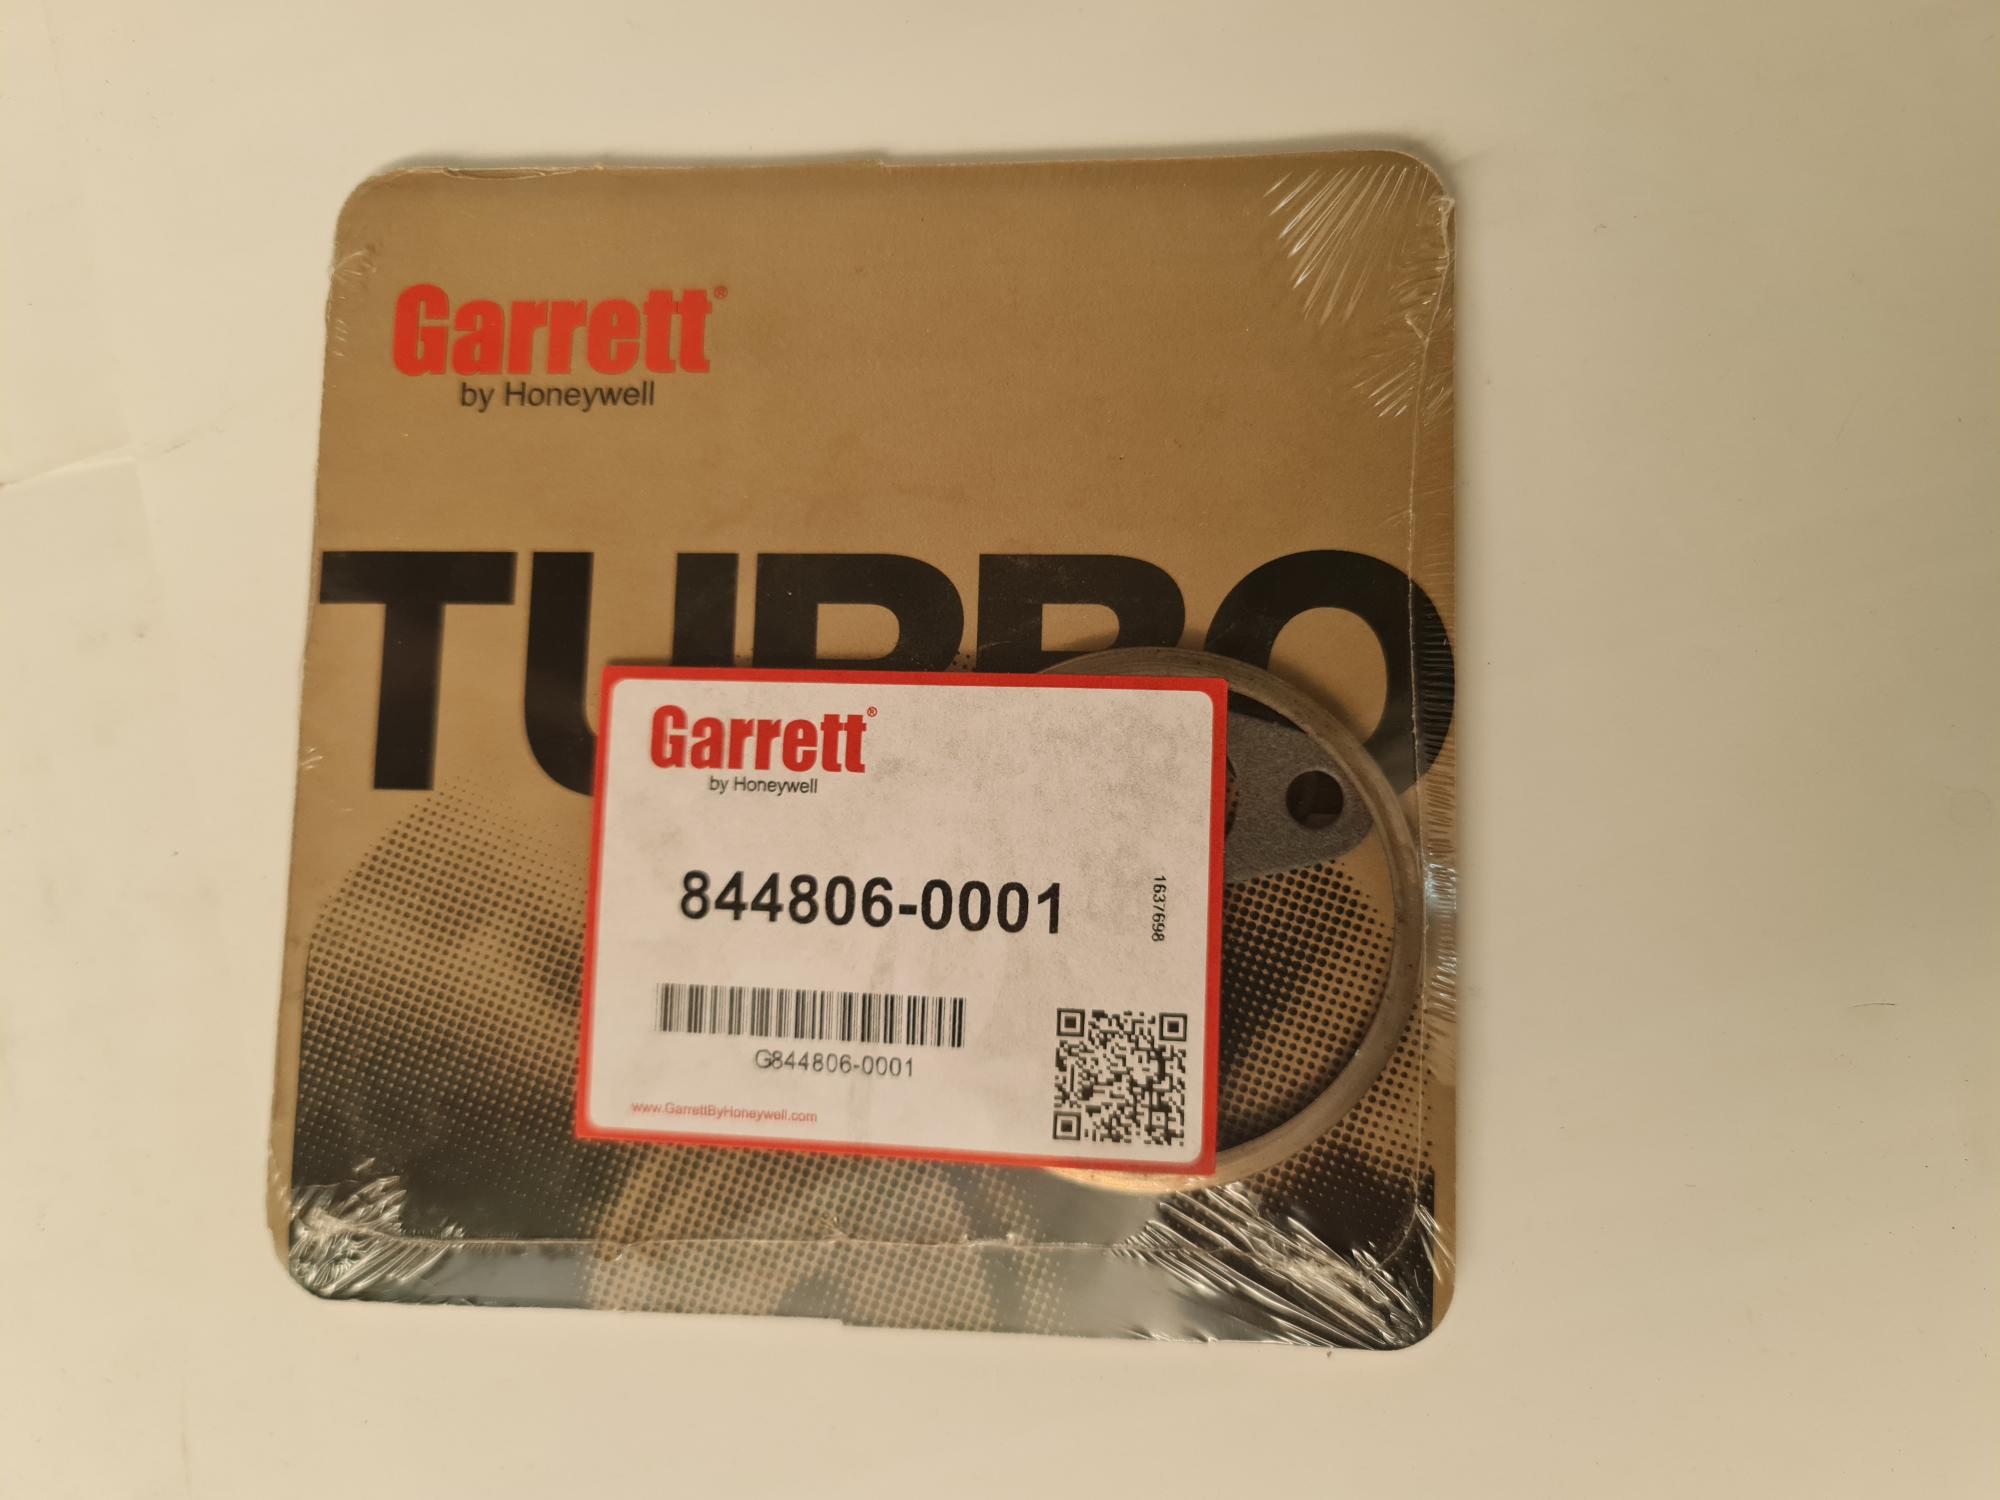 Garrett®
by Honeywell
TURBO
Garrett®
by Honeywell
844806-0001
1637698
G844806-0001
www.GarrettByHoneywell.com